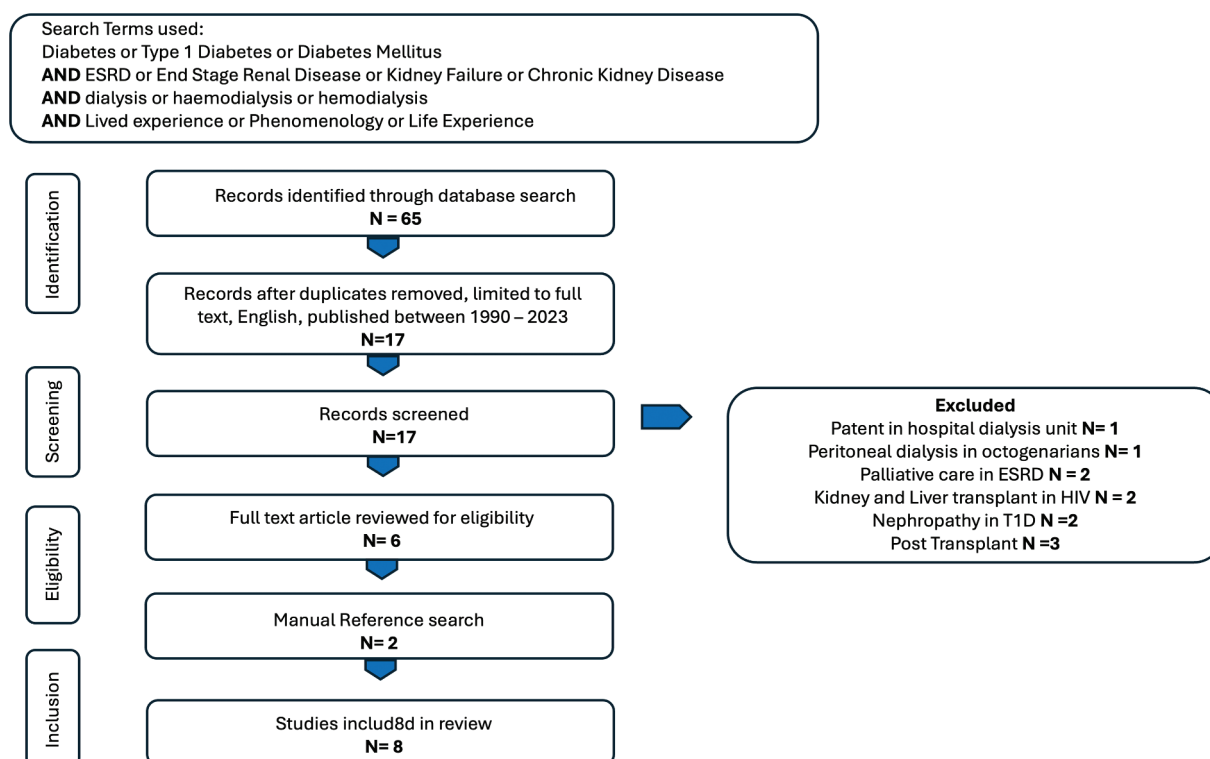 Search Terms used:
Diabetes or Type 1 Diabetes or Diabetes Mellitus
AND ESRD or End Stage Renal Disease or Kidney Failure or Chronic Kidney Disease
AND dialysis or haemodialysis or hemodialysis
AND Lived experience or Phenomenology or Life Experience
Identification
Records identified through database search
N = 65
Records after duplicates removed, limited to full
text, English, published between 1990 – 2023
N=17
Screening
Records screened
N=17
Excluded
Patent in hospital dialysis unit N= 1
Peritoneal dialysis in octogenarians N= 1
Palliative care in ESRD N = 2
Kidney and Liver transplant in HIV N = 2
Nephropathy in T1D N =2
Post Transplant N =3
Eligibility
Full text article reviewed for eligibility
N= 6
Manual Reference search
N= 2
Inclusion
Studies includ8d in review
N= 8